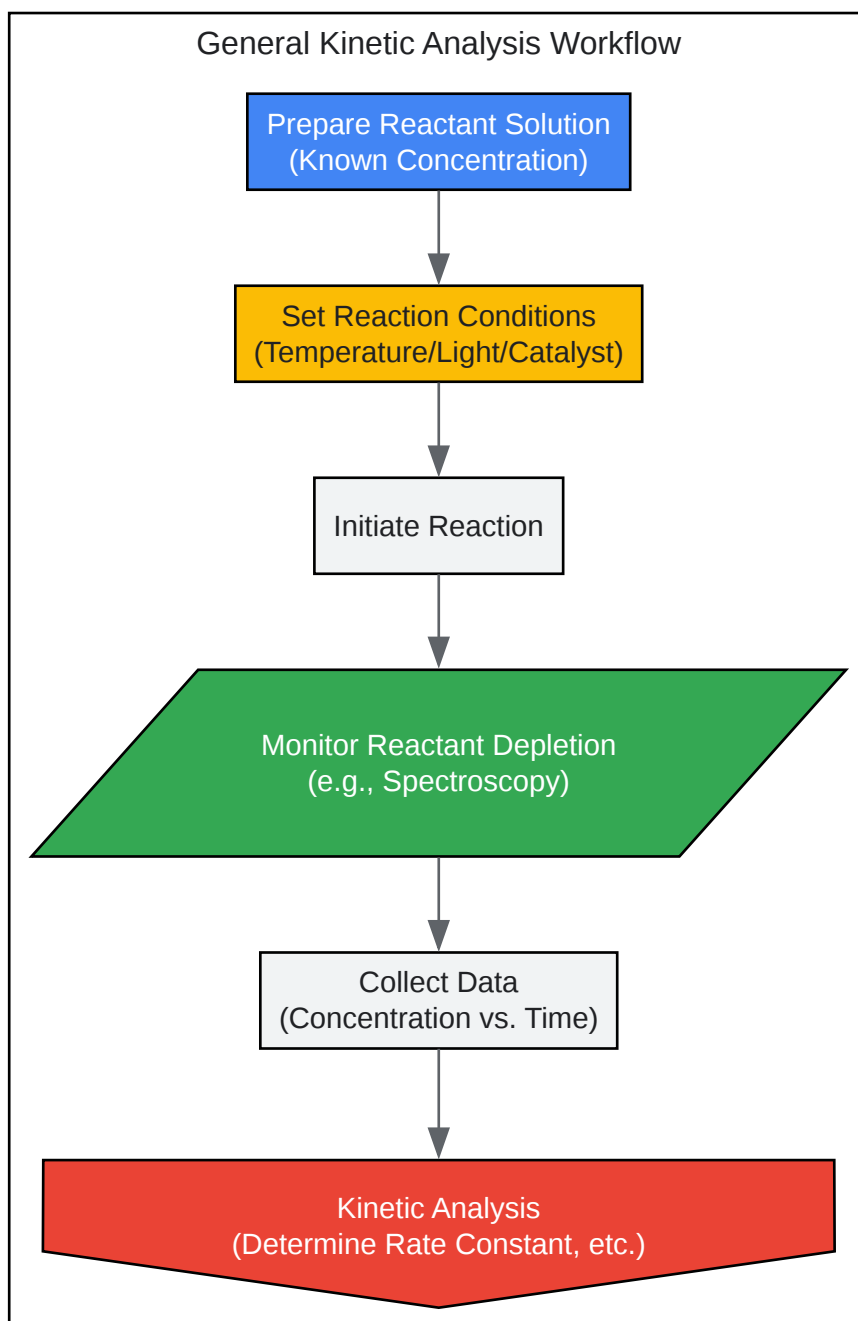 General Kinetic Analysis Workflow
Prepare Reactant Solution
(Known Concentration)
Set Reaction Conditions
(Temperature/Light/Catalyst)
Initiate Reaction
Monitor Reactant Depletion
(e.g., Spectroscopy)
Collect Data
(Concentration vs. Time)
Kinetic Analysis
(Determine Rate Constant, etc.)